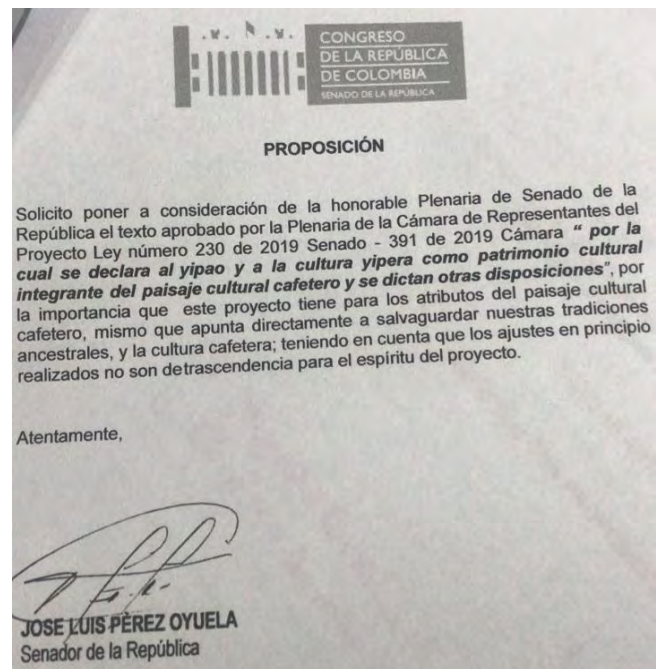 CONGRESO
DE LA REPÚBLICA
DE COLOMBIA
SENADO DE LA REPÚBLICA
PROPOSICIÓN
Solicito poner a consideración de la honorable Plenaria de Senado de la
República el texto aprobado por la Plenaria de la Cámara de Representantes del
Proyecto Ley número 230 de 2019 Senado - 391 de 2019 Cámara “ por la
cual se declara al yipao y a la cultura yipera como patrimonio cultural
integrante del paisaje cultural cafetero y se dictan otras disposiciones”, por
la importancia que este proyecto tiene para los atributos del paisaje cultural
cafetero, mismo que apunta directamente a salvaguardar nuestras tradiciones
ancestrales, y la cultura cafetera; teniendo en cuenta que los ajustes en principio
realizados no son detrascendencia para el espíritu del proyecto.
Atentamente,
JOSE LUIS PÈREZ OYUELA
Senador de la República